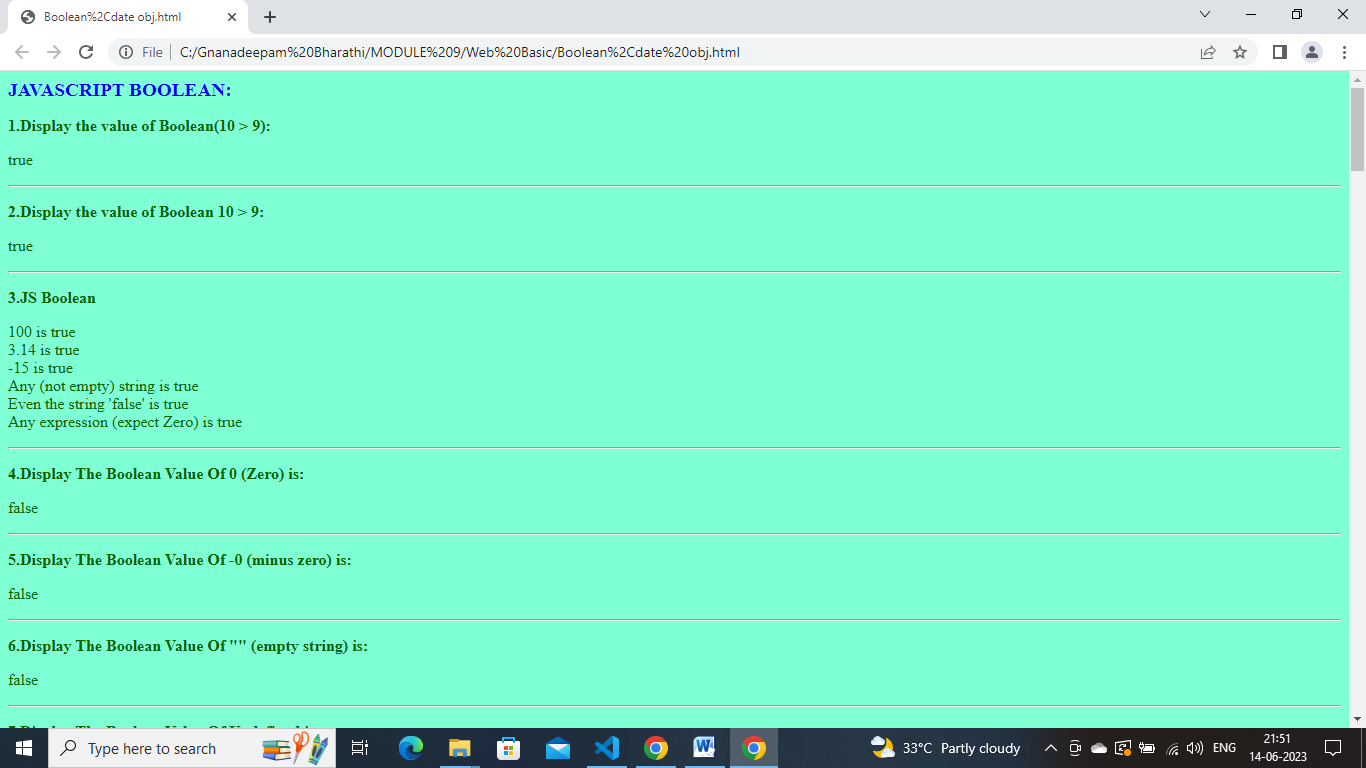 Boolean%2Cdate obj.html
File
C:/Gnanadeepam%20Bharathi/MODULE%209/Web%20Basic/Boolean%2Cdate%20obj.html
JAVASCRIPT BOOLEAN:
1.Display the value of Boolean(10 > 9):
true
2.Display the value of Boolean 10 > 9:
true
3.JS Boolean
100 is true
3.14 is true
-15 is true
Any (not empty) string is true
Even the string 'false' is true
Any expression (expect Zero) is true
4.Display The Boolean Value Of 0 (Zero) is:
false
5.Display The Boolean Value Of -0 (minus zero) is:
false
6.Display The Boolean Value Of "" (empty string) is:
false
Type here to search
33°C Partly cloudy
ENG
21:51
14-06-2023